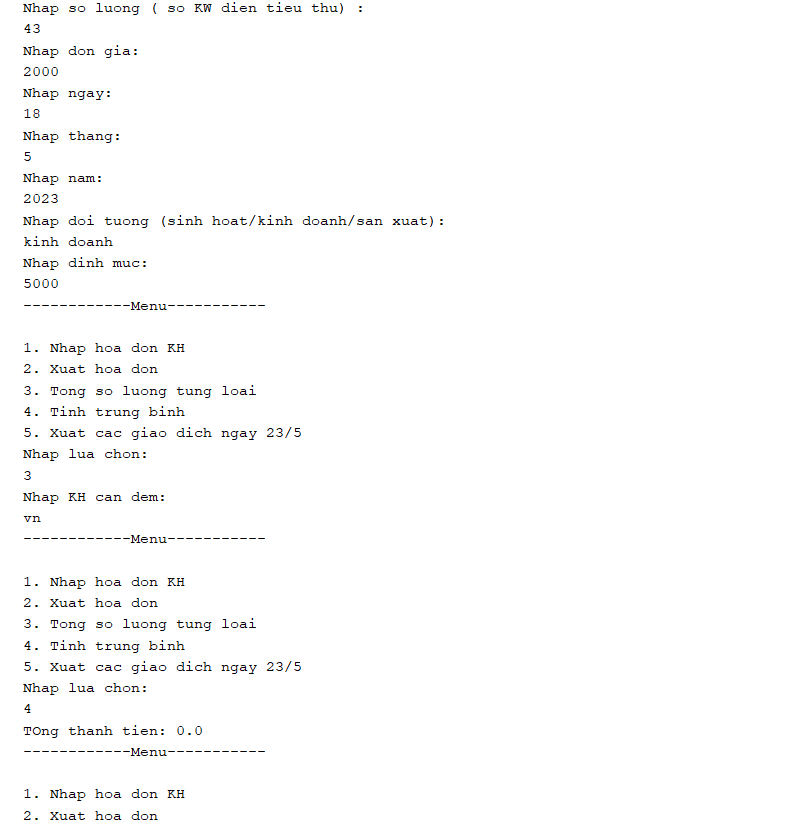 Nhap so luong ( so KW dien tieu thu) :
43
Nhap don gia:
2000
Nhap ngay:
18
Nhap thang:
5
Nhap nam:
2023
Nhap doi tuong (sinh hoat/kinh doanh/san xuat):
kinh doanh
Nhap dinh muc:
5000
------------Menu-----------
1. Nhap hoa don KH
2. Xuat hoa don
3. Tong so luong tung loai
4. Tinh trung binh
5. Xuat cac giao dich ngay 23/5
Nhap lua chon:
3
Nhap KH can dem:
vn
------------Menu-----------
1. Nhap hoa don KH
2. Xuat hoa don
3. Tong so luong tung loai
4. Tinh trung binh
5. Xuat cac giao dich ngay 23/5
Nhap lua chon:
4
TOng thanh tien: 0.0
------------Menu-----------
1. Nhap hoa don KH
2. Xuat hoa don